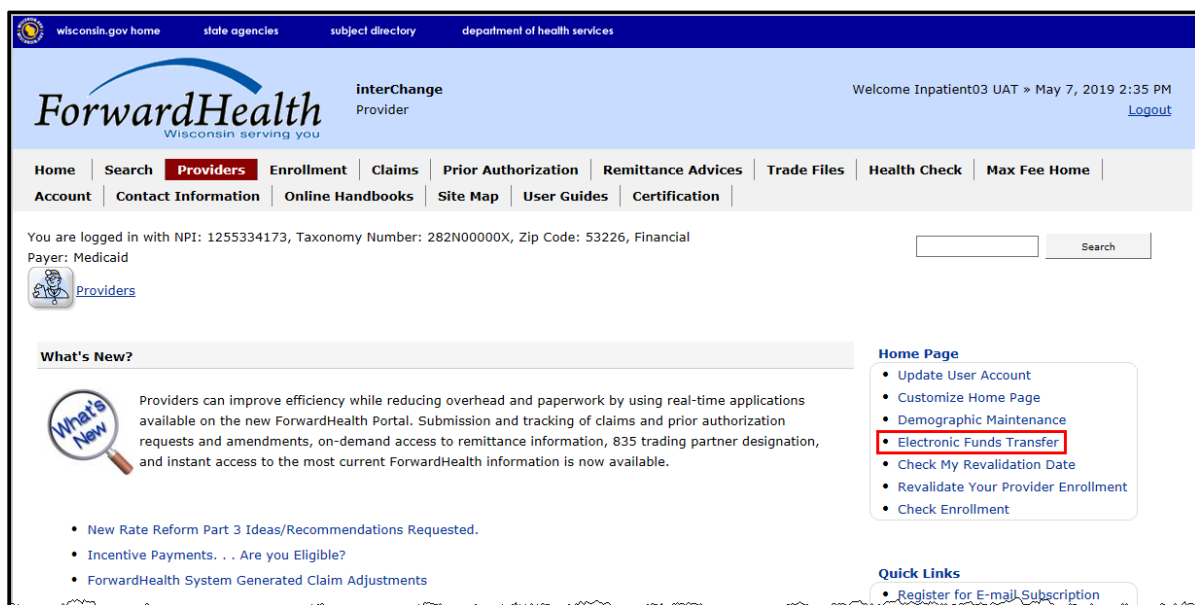 wisconsin.gov home state agencies subject directory department of health services
ForwardHealth
Wisconsin serving you
interChange
Provider
Welcome Inpatient03 UAT » May 7, 2019 2:35 PM
Logout
Home Search Providers Enrollment Claims Prior Authorization Remittance Advices Trade Files Health Check Max Fee Home
Account Contact Information Online Handbooks Site Map User Guides Certification
You are logged in with NPI: 1255334173, Taxonomy Number: 282N00000X, Zip Code: 53226, Financial
Payer: Medicaid
Search
Providers
What's New?
What's
New
Providers can improve efficiency while reducing overhead and paperwork by using real-time applications
available on the new ForwardHealth Portal. Submission and tracking of claims and prior authorization
requests and amendments, on-demand access to remittance information, 835 trading partner designation,
and instant access to the most current ForwardHealth information is now available.
• New Rate Reform Part 3 Ideas/Recommendations Requested.
• Incentive Payments. . . Are you Eligible?
• ForwardHealth System Generated Claim Adjustments
Home Page
• Update User Account
• Customize Home Page
• Demographic Maintenance
• Electronic Funds Transfer
• Check My Revalidation Date
• Revalidate Your Provider Enrollment
• Check Enrollment
Quick Links
• Register for E-mail Subscription